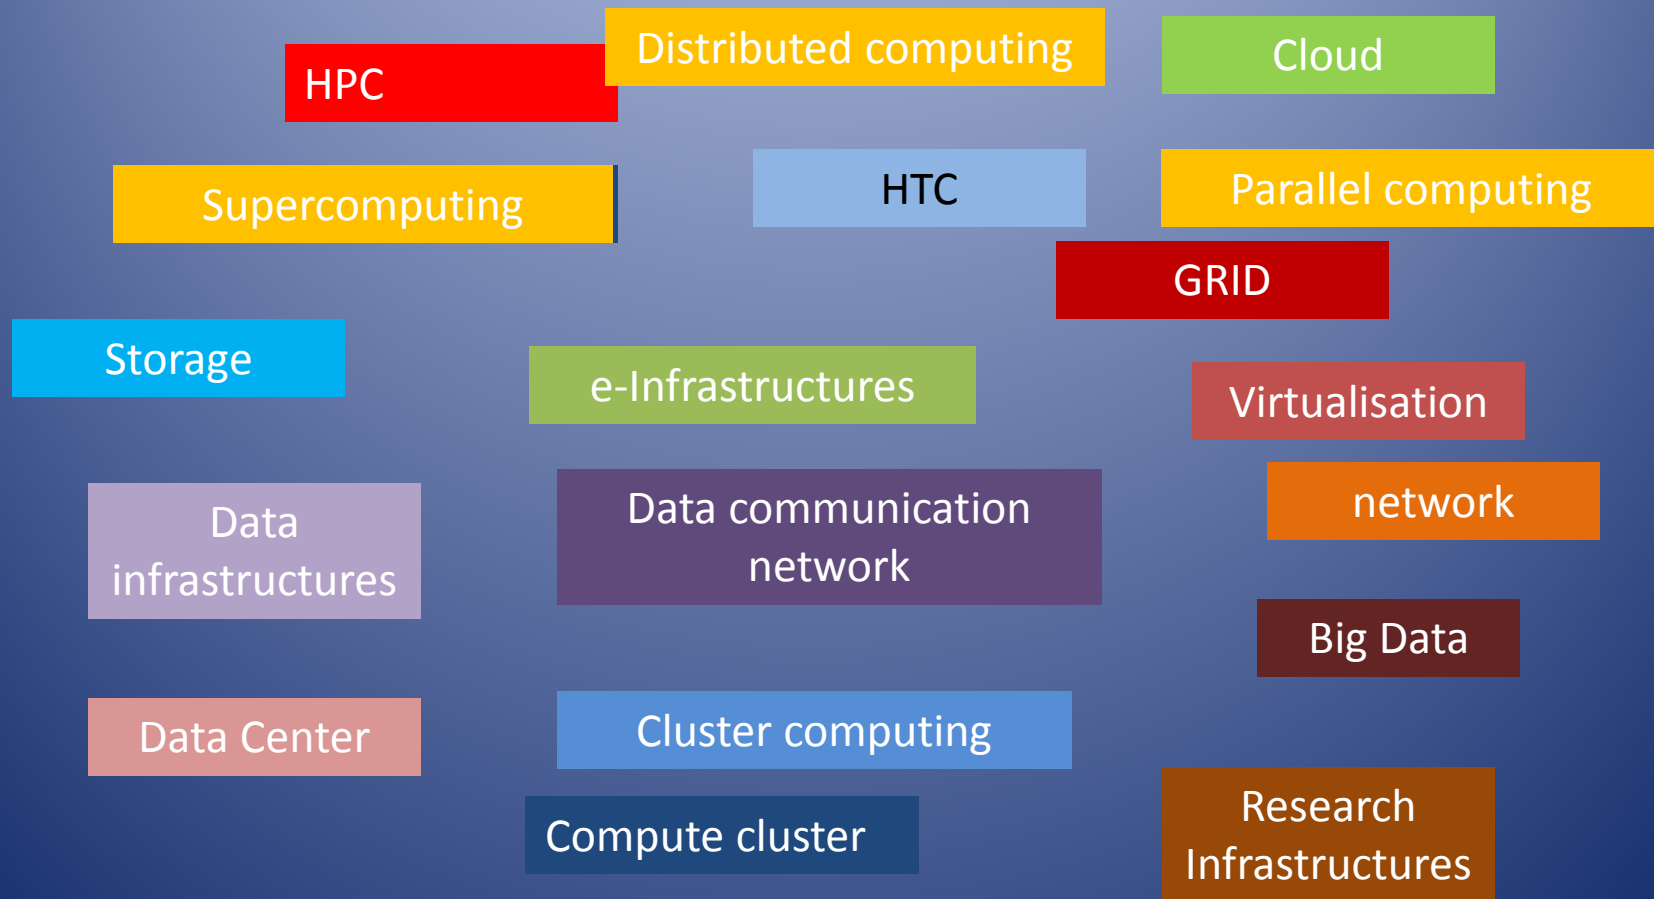 Distributed computing
Cloud
HPC
Supercomputing
HTC
Parallel computing
GRID
Storage
e-Infrastructures
Virtualisation
Data
infrastructures
Data communication
network
network
Big Data
Data Center
Cluster computing
Compute cluster
Research
Infrastructures